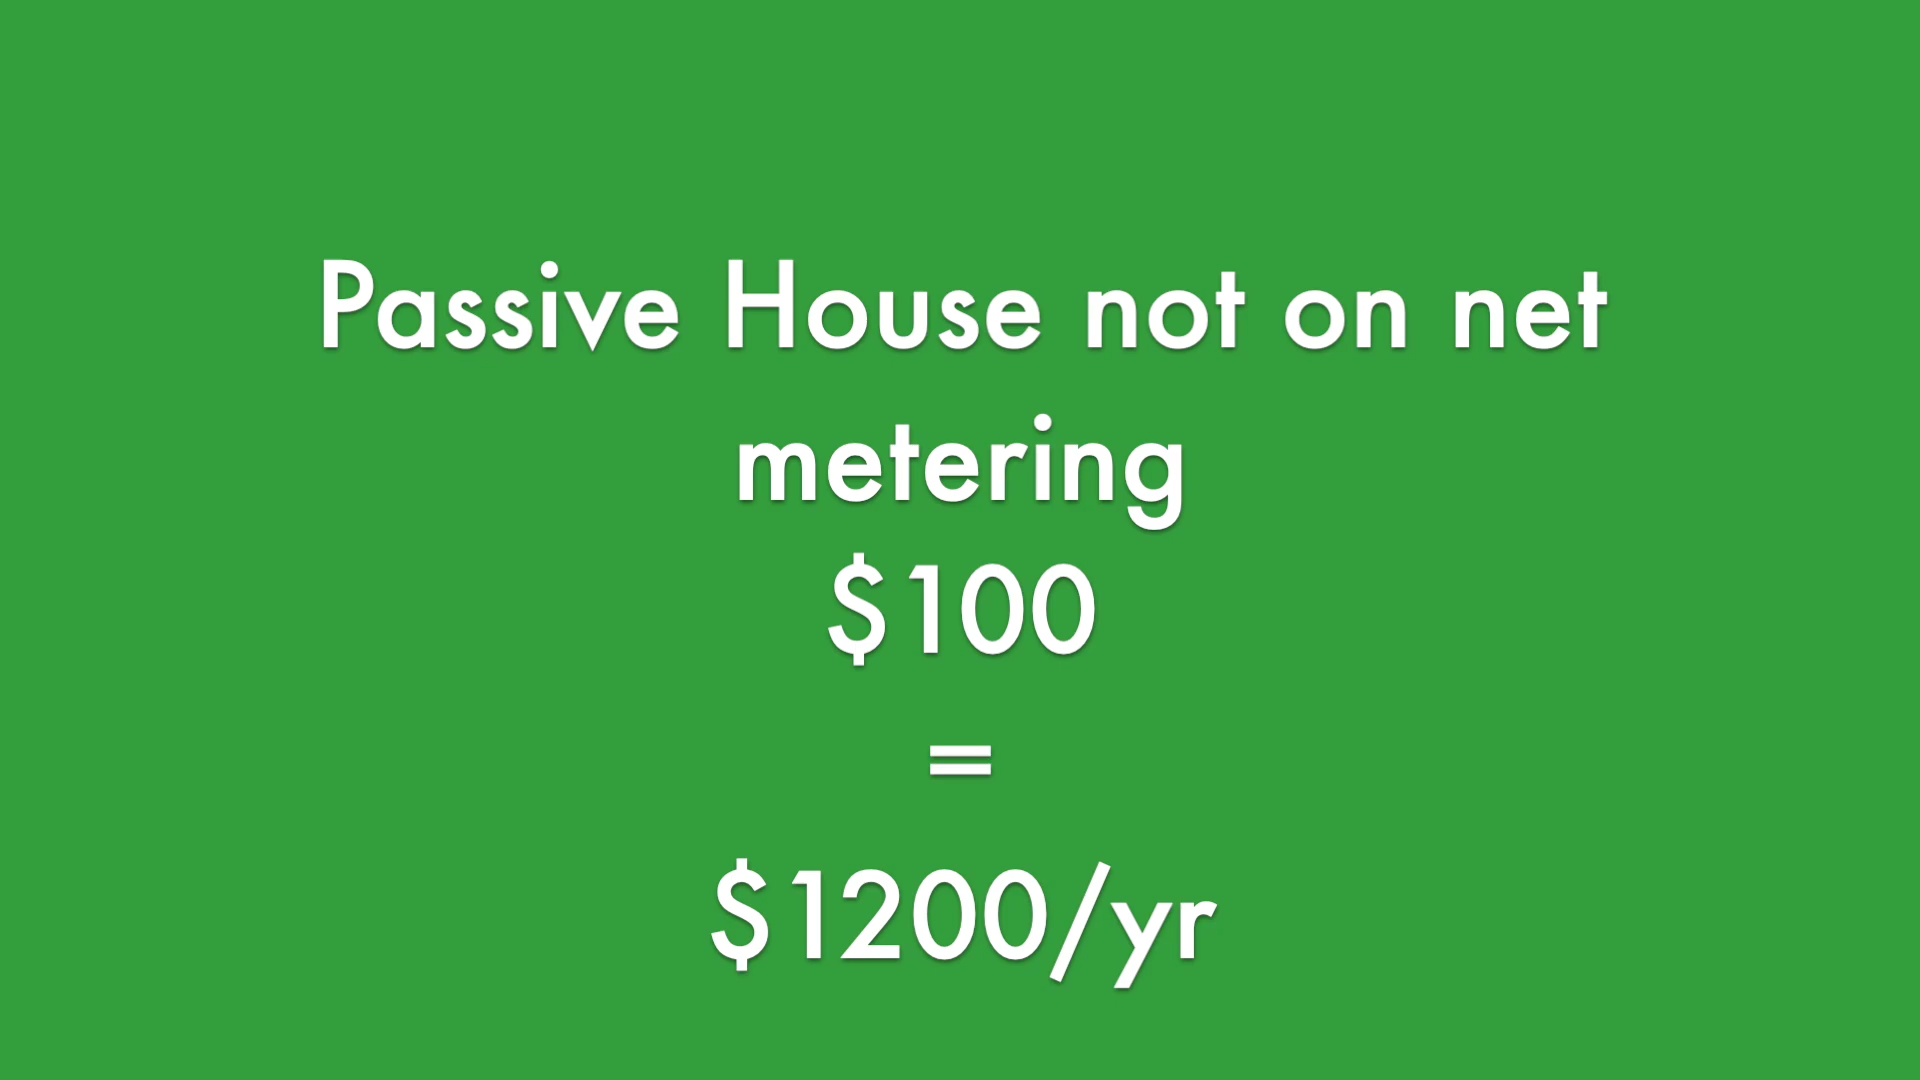 Passive House not on net
metering
$100
=
$1200/yr